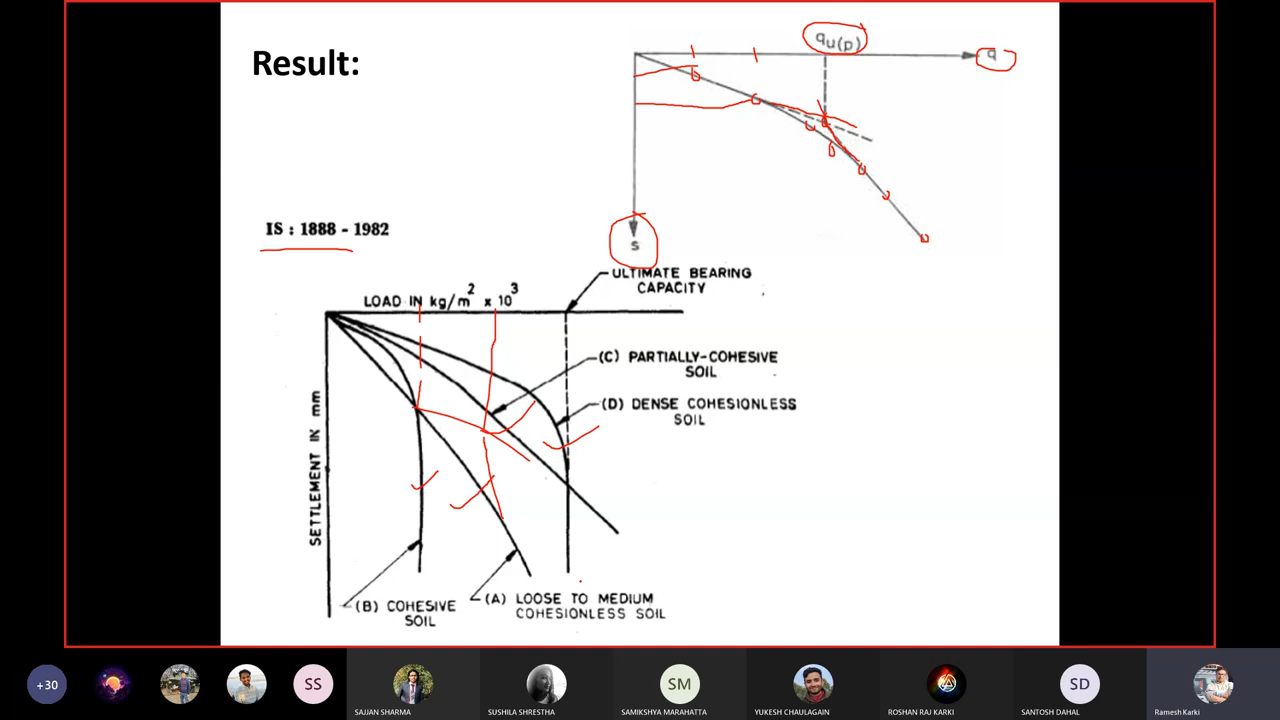 Result:
qu(p)
q
s
IS : 1888 - 1982
ULTIMATE BEARING
CAPACITY
LOAD IN kg/m2 x 103
(C) PARTIALLY-COHESIVE
SOIL
(D) DENSE COHESIONLESS
SOIL
SETTLEMENT IN mm
(B) COHESIVE
SOIL
(A) LOOSE TO MEDIUM
COHESIONLESS SOIL
+30
SS
SM
SD
SAJJAN SHARMA
SUSHILA SHRESTHA
SAMIKSHYA MARAHATTA
YUKESH CHAULAGAIN
ROSHAN RAJ KARKI
SANTOSH DAHAL
Ramesh Karki